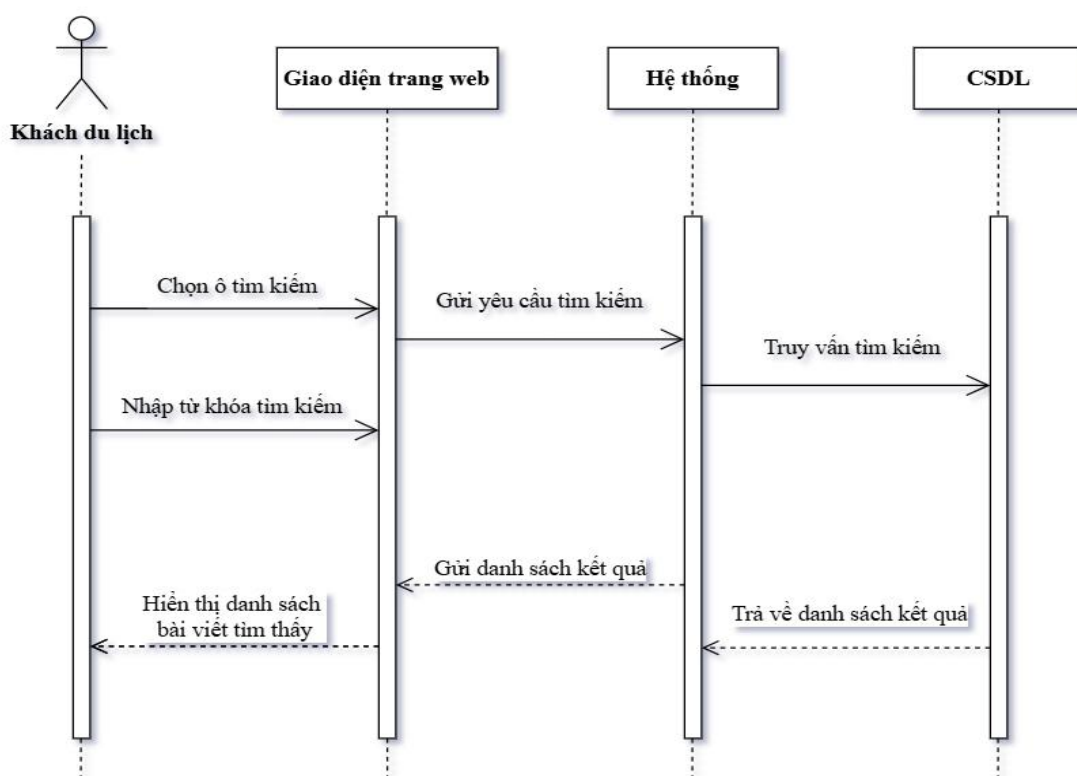 Khách du lịch
Giao diện trang web
Hệ thống
CSDL
Chọn ô tìm kiếm
Gửi yêu cầu tìm kiếm
Truy vấn tìm kiếm
Nhập từ khóa tìm kiếm
Gửi danh sách kết quả
Hiển thị danh sách
bài viết tìm thấy
Trả về danh sách kết quả